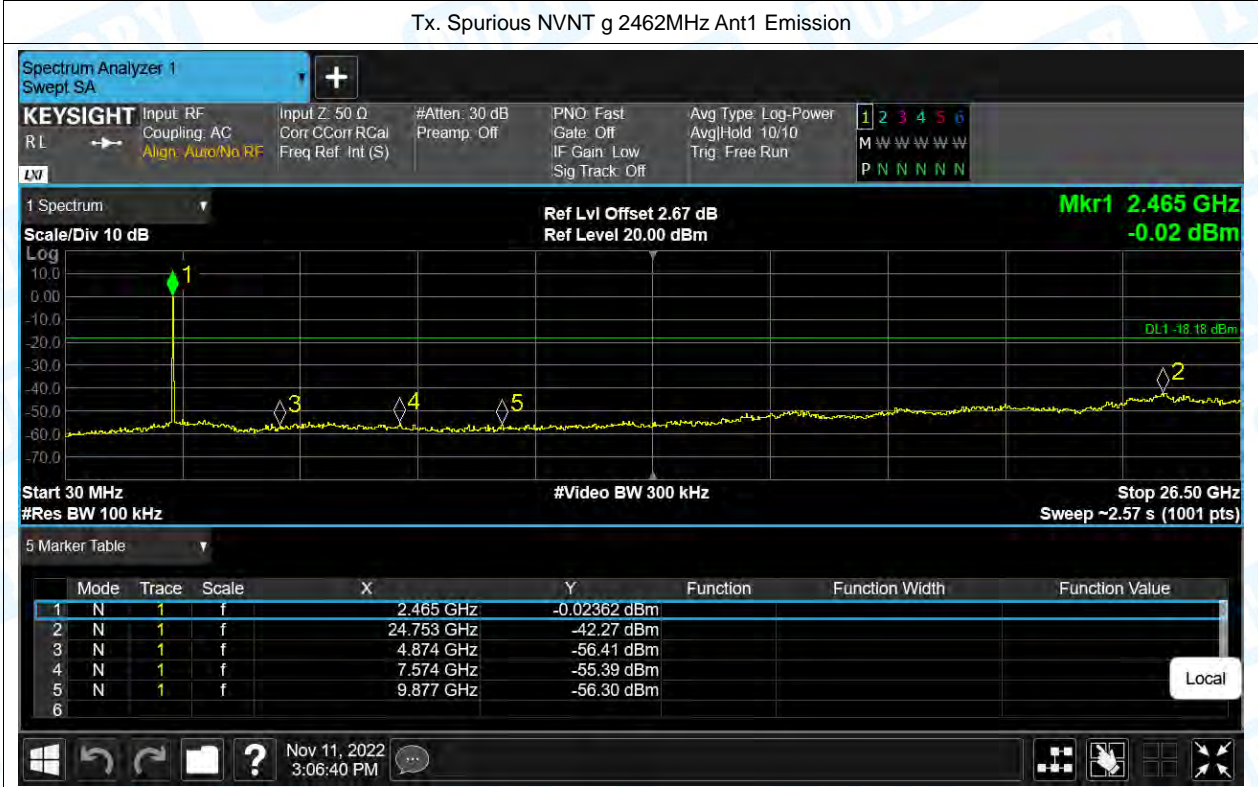 Tx. Spurious NVNT g 2462MHz Ant1 Emission
Spectrum Analyzer 1
Swept SA
KEYSIGHT Input: RF Input Z: 50 Ω #Atten: 30 dB PNO: Fast Avg Type: Log-Power 1 2 3 4 5 6
RL Coupling: AC Corr CCorr RCal Preamp: Off Gate: Off Avg|Hold: 10/10 M W W W W W
Align: Auto/No RF Freq Ref: Int (S) IF Gain: Low Trig: Free Run
LXI Sig Track: Off P N N N N N
1 Spectrum Ref Lvl Offset 2.67 dB Mkr1 2.465 GHz
Scale/Div 10 dB Ref Level 20.00 dBm -0.02 dBm
Log
10.0 1
0.00
-10.0 DL1 -18.18 dBm
-20.0
-30.0
-40.0 2
-50.0 3 4 5
-60.0
-70.0
Start 30 MHz #Video BW 300 kHz Stop 26.50 GHz
#Res BW 100 kHz Sweep ~2.57 s (1001 pts)
5 Marker Table
Mode Trace Scale X Y Function Function Width Function Value
1 N 1 f 2.465 GHz -0.02362 dBm
2 N 1 f 24.753 GHz -42.27 dBm
3 N 1 f 4.874 GHz -56.41 dBm
4 N 1 f 7.574 GHz -55.39 dBm
5 N 1 f 9.877 GHz -56.30 dBm
6
Local
Nov 11, 2022
3:06:40 PM